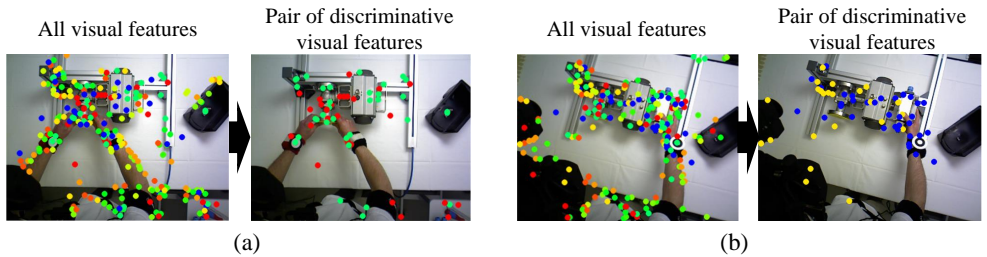 All visual features
Pair of discriminative
visual features
All visual features
Pair of discriminative
visual features
(a)
(b)